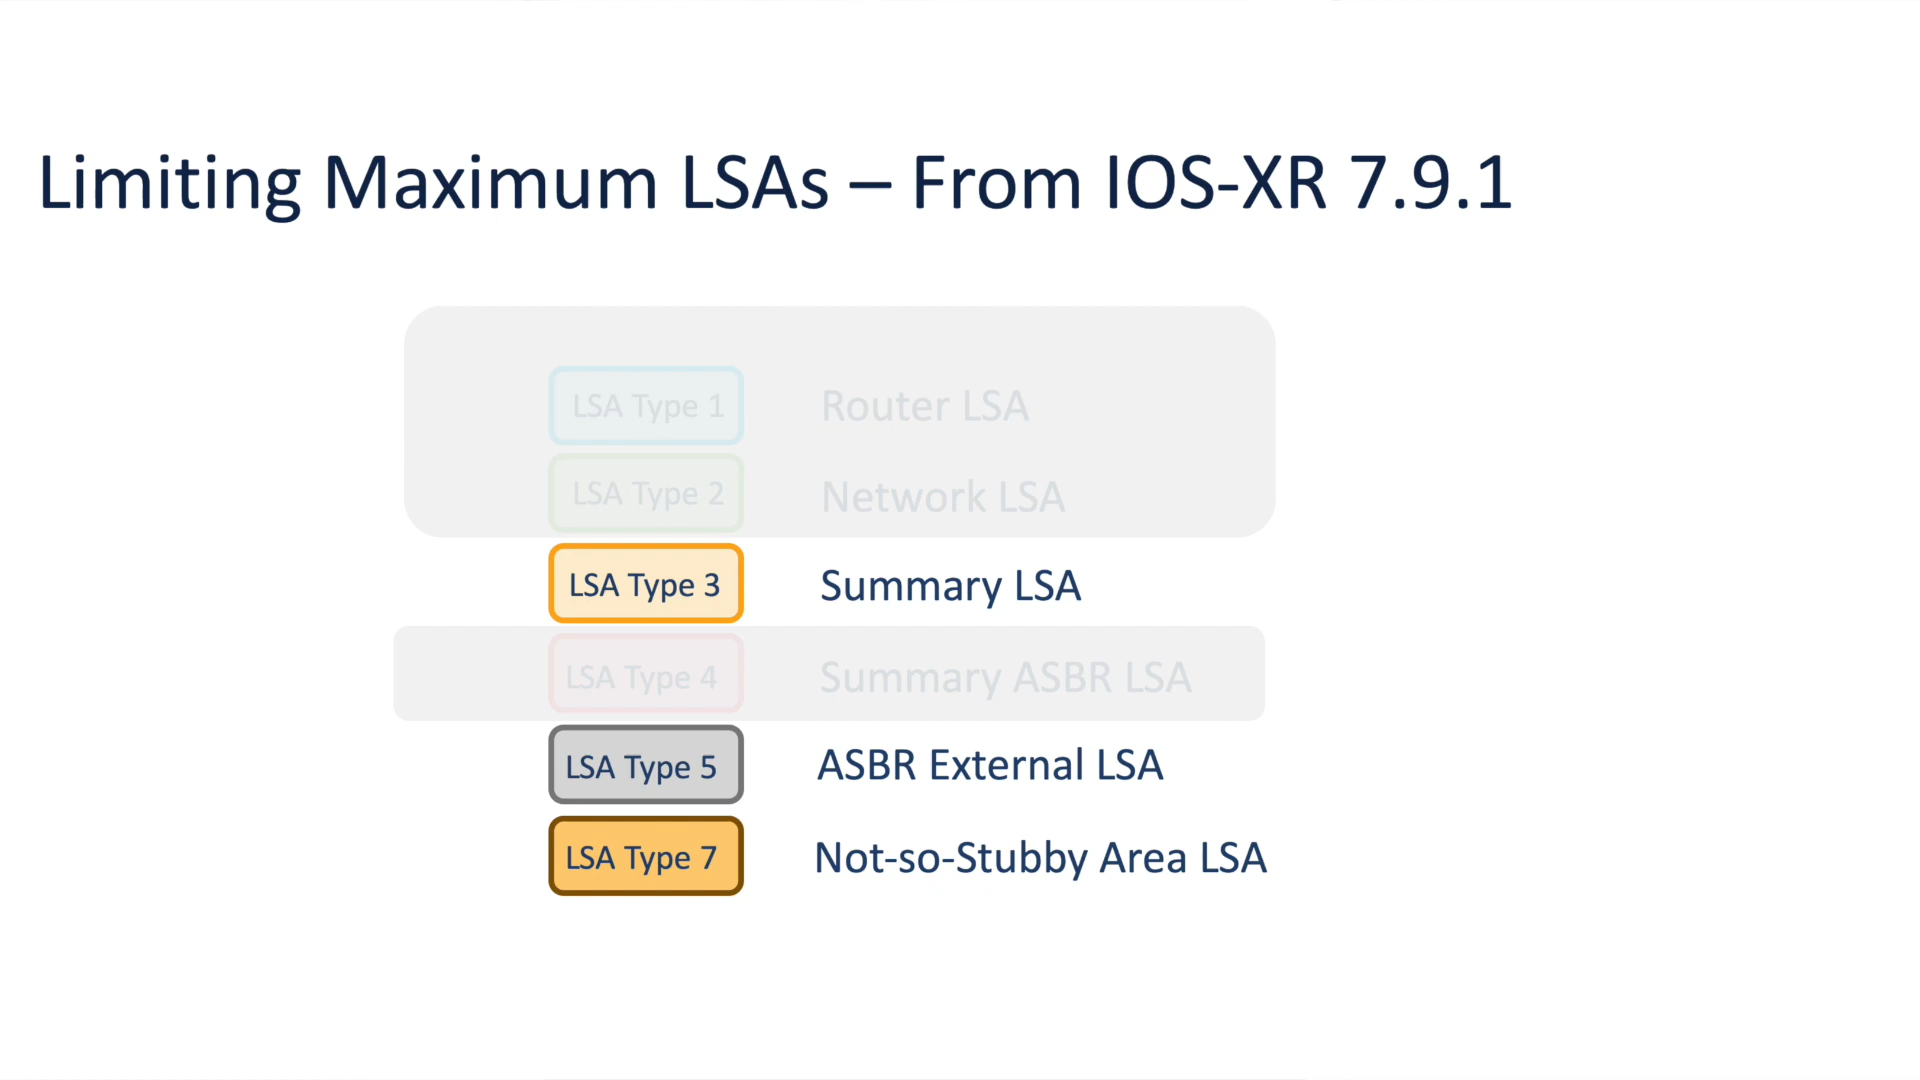 Limiting Maximum LSAs – From IOS-XR 7.9.1
LSA Type 1 Router LSA
LSA Type 2 Network LSA
LSA Type 3 Summary LSA
LSA Type 4 Summary ASBR LSA
LSA Type 5 ASBR External LSA
LSA Type 7 Not-so-Stubby Area LSA